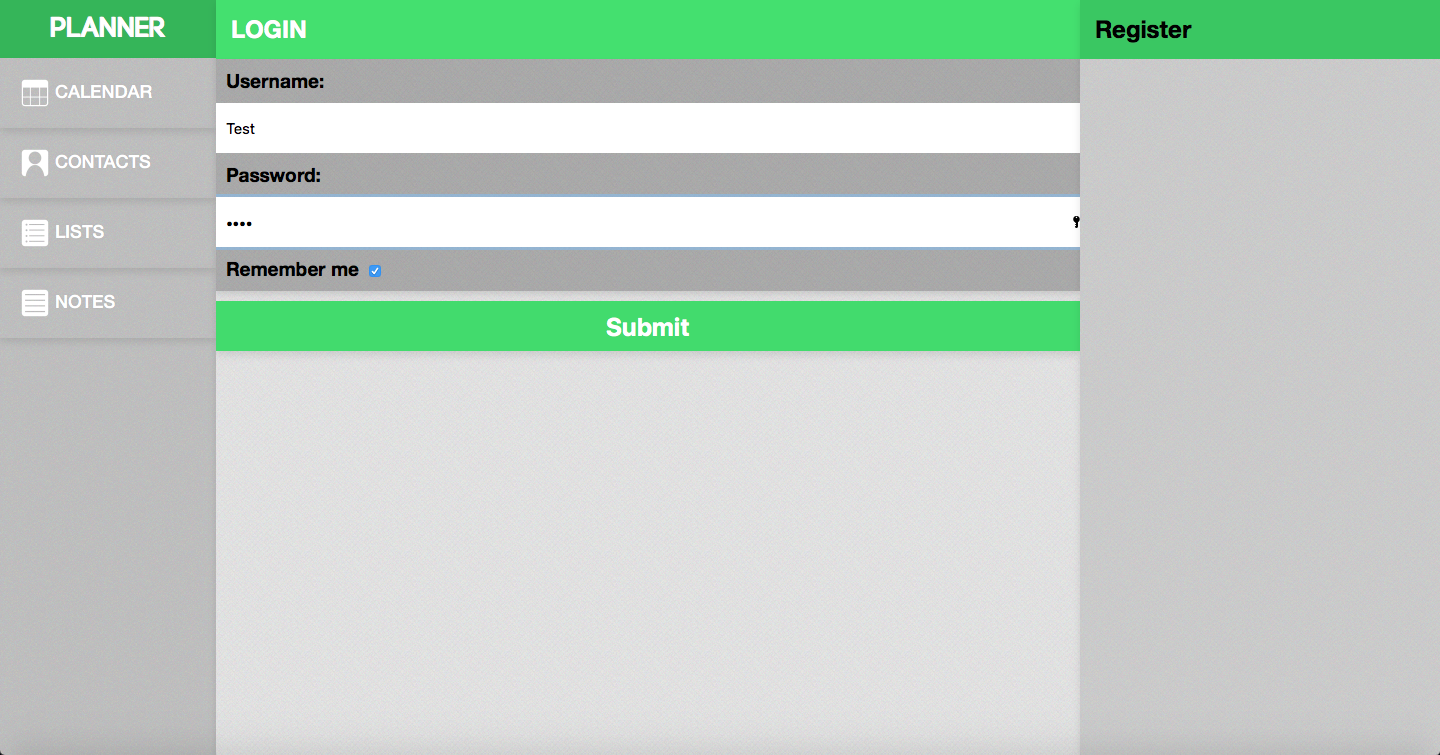 PLANNER
CALENDAR
CONTACTS
LISTS
NOTES
LOGIN
Username:
Test
Password:
••••
Remember me
Submit
Register